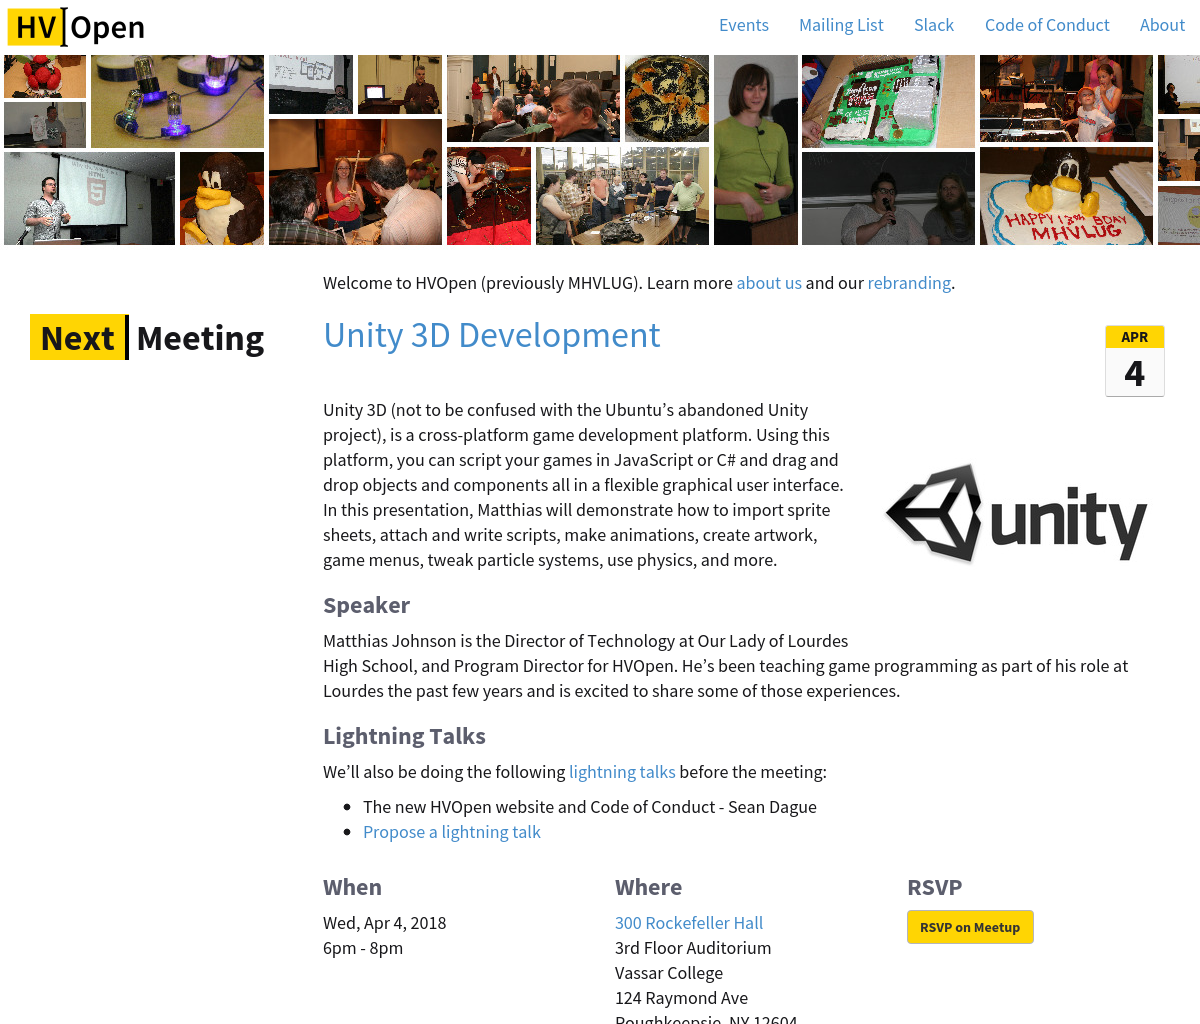 HV Open
Events Mailing List Slack Code of Conduct About
HTML
5
HAPPY 13th BDAY
MHVLUG
Welcome to HVOpen (previously MHVLUG). Learn more about us and our rebranding.
Next Meeting
Unity 3D Development
APR
4
Unity 3D (not to be confused with the Ubuntu’s abandoned Unity
project), is a cross-platform game development platform. Using this
platform, you can script your games in JavaScript or C# and drag and
drop objects and components all in a flexible graphical user interface.
In this presentation, Matthias will demonstrate how to import sprite
sheets, attach and write scripts, make animations, create artwork,
game menus, tweak particle systems, use physics, and more.
unity
Speaker
Matthias Johnson is the Director of Technology at Our Lady of Lourdes
High School, and Program Director for HVOpen. He’s been teaching game programming as part of his role at
Lourdes the past few years and is excited to share some of those experiences.
Lightning Talks
We’ll also be doing the following lightning talks before the meeting:
• The new HVOpen website and Code of Conduct - Sean Dague
• Propose a lightning talk
When
Wed, Apr 4, 2018
6pm - 8pm
Where
300 Rockefeller Hall
3rd Floor Auditorium
Vassar College
124 Raymond Ave
Poughkeepsie, NY 12604
RSVP
RSVP on Meetup